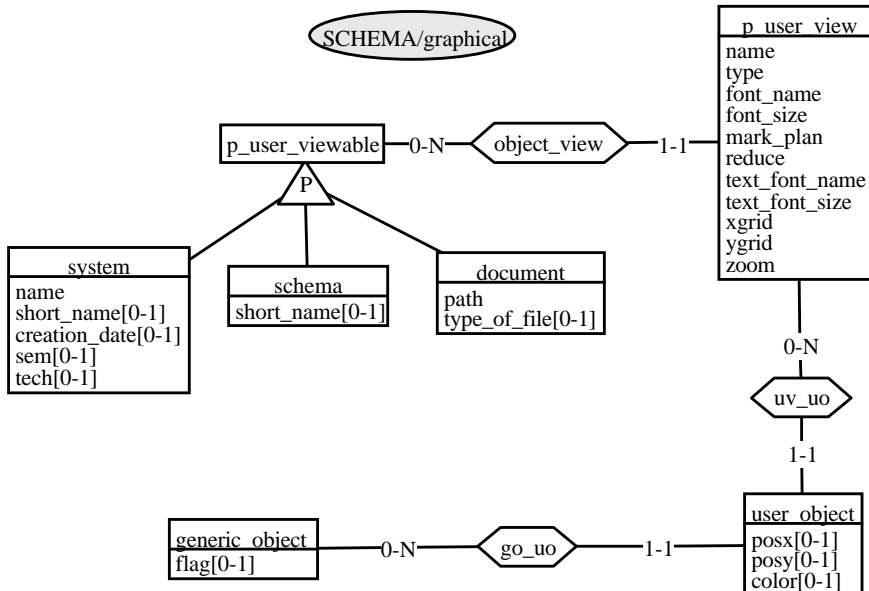 SCHEMA/graphical
p_user_view
name
type
font_name
font_size
mark_plan
reduce
text_font_name
text_font_size
xgrid
ygrid
zoom
p_user_viewable
0-N
object_view
1-1
P
system
name
short_name[0-1]
creation_date[0-1]
sem[0-1]
tech[0-1]
schema
short_name[0-1]
document
path
type_of_file[0-1]
0-N
uv_uo
1-1
generic_object
flag[0-1]
0-N
go_uo
1-1
user_object
posx[0-1]
posy[0-1]
color[0-1]